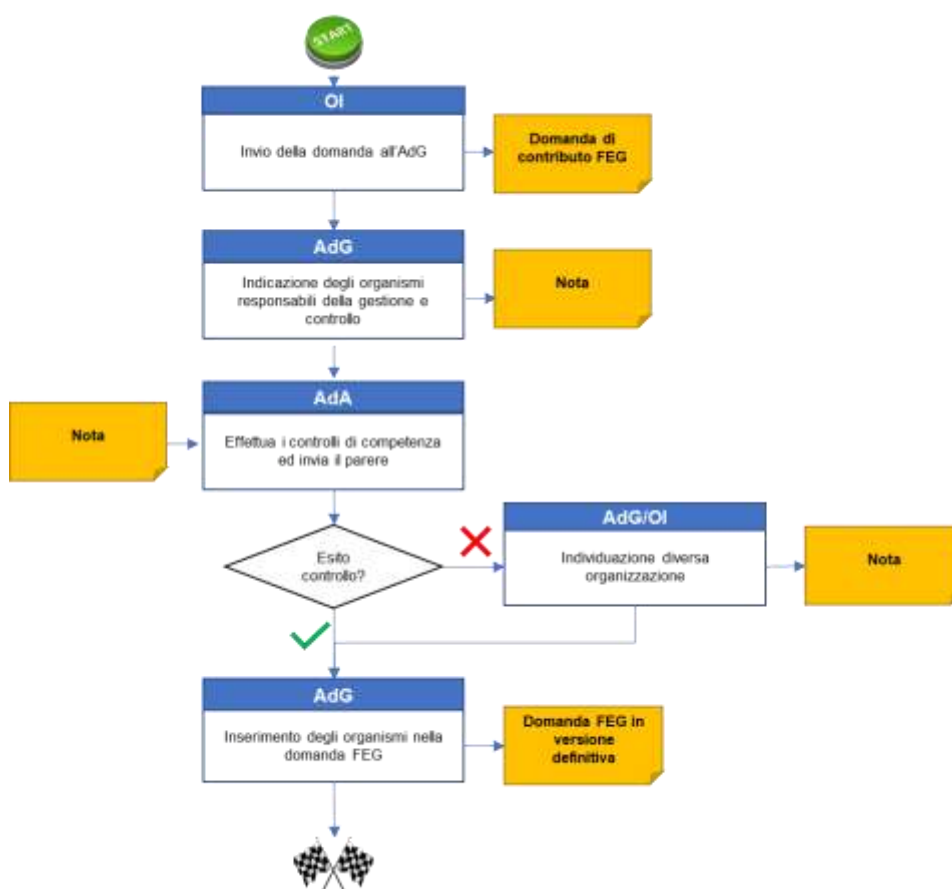 START
OI
Invio della domanda all'AdG
Domanda di
contributo FEG
AdG
Indicazione degli organismi
responsabili della gestione e
controllo
Nota
AdA
Effettua i controlli di competenza
ed invia il parere
Nota
Esito
controllo?
AdG/OI
Individuazione diversa
organizzazione
Nota
AdG
Inserimento degli organismi nella
domanda FEG
Domanda FEG in
versione
definitiva